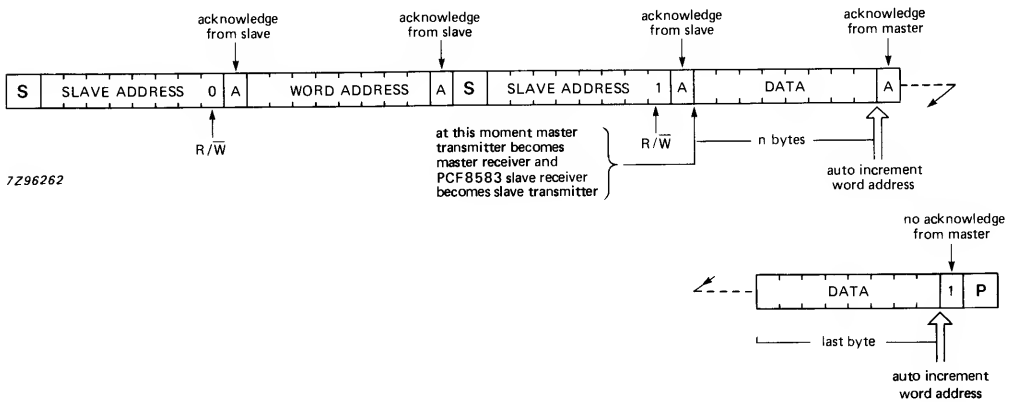 acknowledge
from slave
acknowledge
from slave
acknowledge
from slave
acknowledge
from master
S SLAVE ADDRESS 0 A WORD ADDRESS A S SLAVE ADDRESS 1 A DATA A
R/W̅
at this moment master
transmitter becomes
master receiver and
PCF8583 slave receiver
becomes slave transmitter
R/W̅
n bytes
auto increment
word address
7Z96262
no acknowledge
from master
DATA 1 P
last byte
auto increment
word address